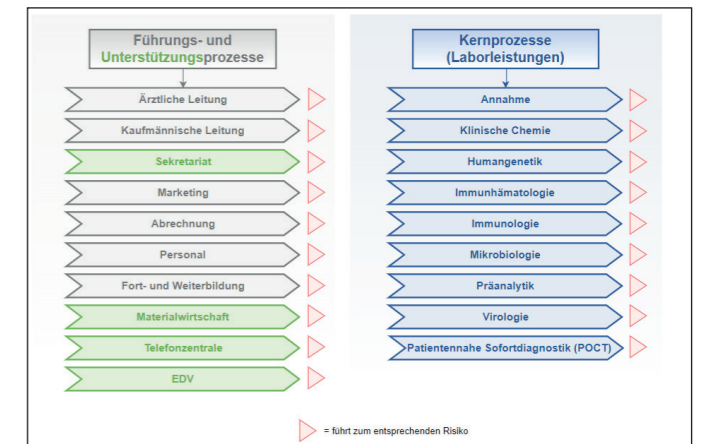 Führungs- und
Unterstützungsprozesse
Ärztliche Leitung
Kaufmännische Leitung
Sekretariat
Marketing
Abrechnung
Personal
Fort- und Weiterbildung
Materialwirtschaft
Telefonzentrale
EDV
Kernprozesse
(Laborleistungen)
Annahme
Klinische Chemie
Humangenetik
Immunhämatologie
Immunologie
Mikrobiologie
Präanalytik
Virologie
Patientennahe Sofortdiagnostik (POCT)
= führt zum entsprechenden Risiko